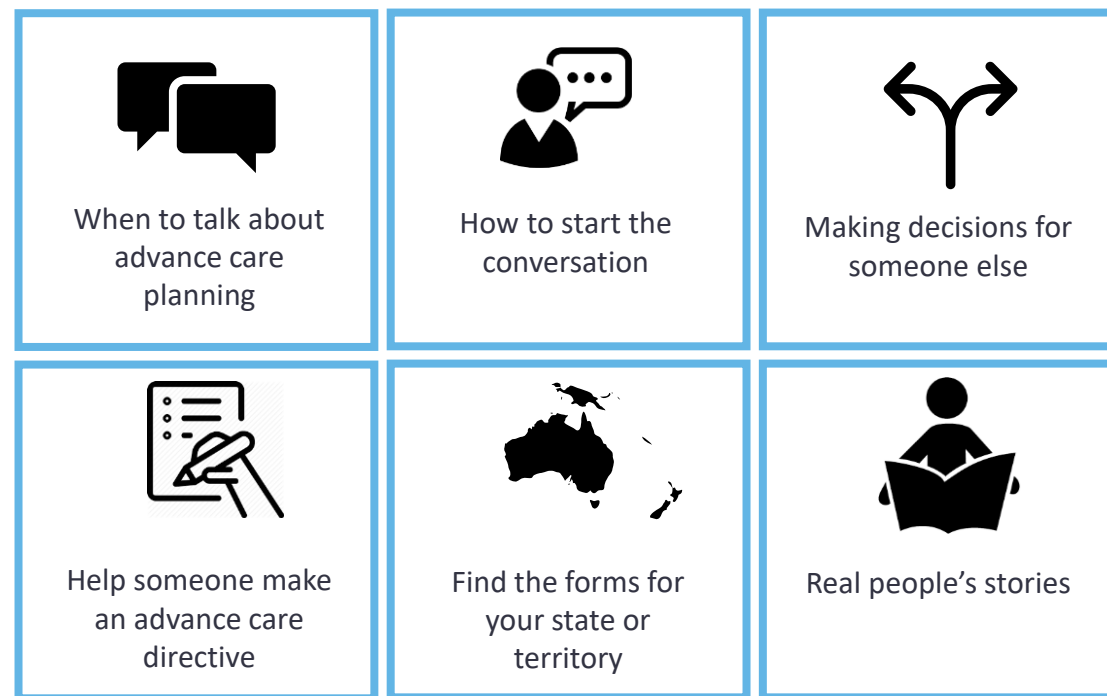 When to talk about
advance care
planning
How to start the
conversation
Making decisions for
someone else
Help someone make
an advance care
directive
Find the forms for
your state or
territory
Real people’s stories